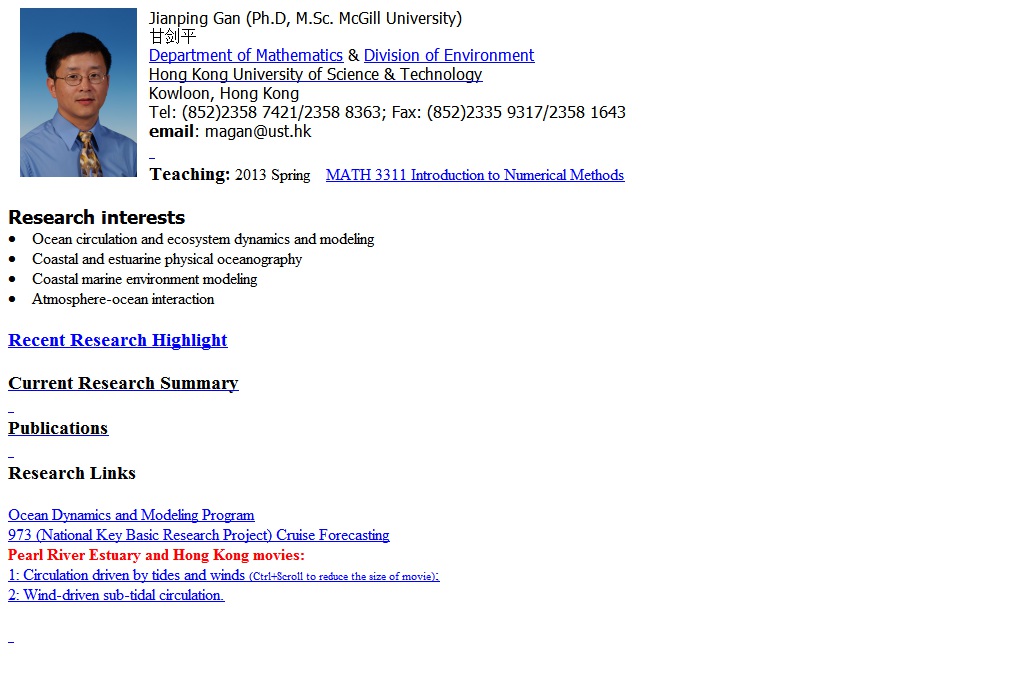 Jianping Gan (Ph.D, M.Sc. McGill University)
甘剑平
Department of Mathematics & Division of Environment
Hong Kong University of Science & Technology
Kowloon, Hong Kong
Tel: (852)2358 7421/2358 8363; Fax: (852)2335 9317/2358 1643
email: magan@ust.hk
Teaching: 2013 Spring MATH 3311 Introduction to Numerical Methods
Research interests
• Ocean circulation and ecosystem dynamics and modeling
• Coastal and estuarine physical oceanography
• Coastal marine environment modeling
• Atmosphere-ocean interaction
Recent Research Highlight
Current Research Summary
Publications
Research Links
Ocean Dynamics and Modeling Program
973 (National Key Basic Research Project) Cruise Forecasting
Pearl River Estuary and Hong Kong movies:
1: Circulation driven by tides and winds (Ctrl+Scroll to reduce the size of movie):
2: Wind-driven sub-tidal circulation.